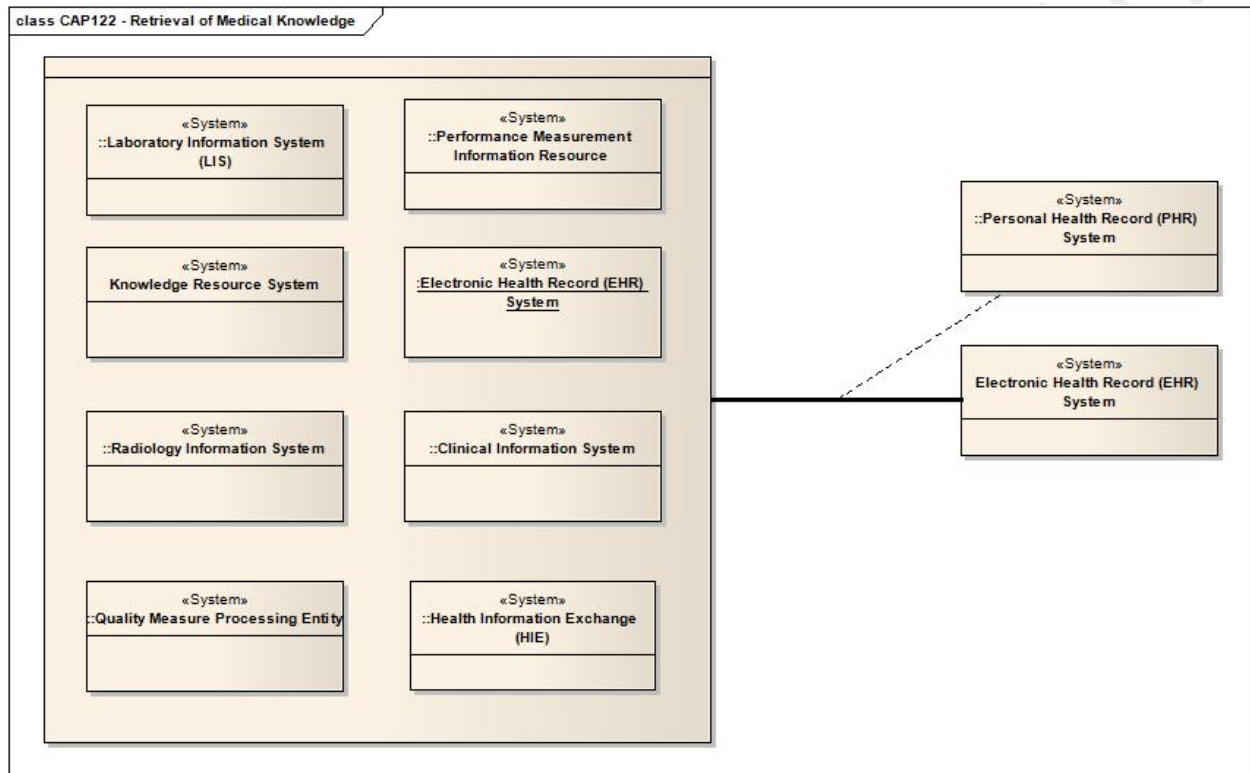 class CAP122 - Retrieval of Medical Knowledge
«System»
::Laboratory Information System
(LIS)
«System»
::Performance Measurement
Information Resource
«System»
Knowledge Resource System
«System»
:Electronic Health Record (EHR)
System
«System»
::Radiology Information System
«System»
::Clinical Information System
«System»
::Quality Measure Processing Entity
«System»
::Health Information Exchange
(HIE)
«System»
::Personal Health Record (PHR)
System
«System»
Electronic Health Record (EHR)
System